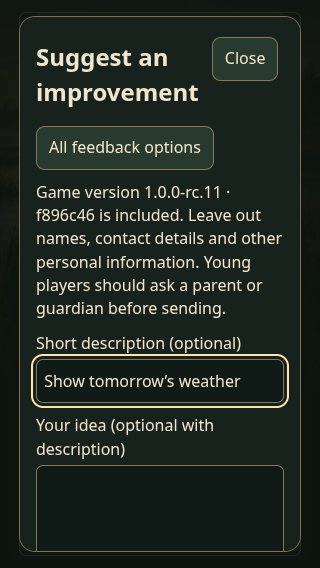 Suggest an
improvement
Close
All feedback options
Game version 1.0.0-rc.11 ·
f896c46 is included. Leave out
names, contact details and other
personal information. Young
players should ask a parent or
guardian before sending.
Short description (optional)
Show tomorrow’s weather
Your idea (optional with
description)